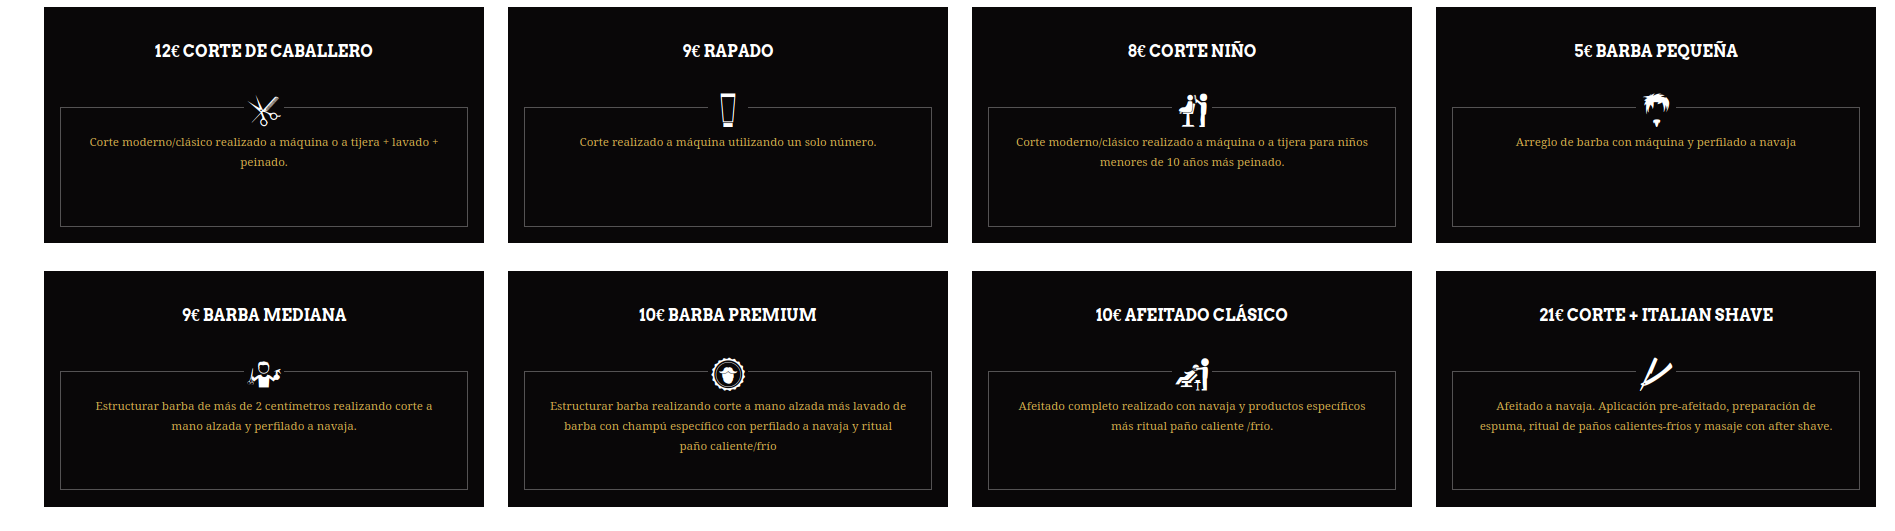 12€ CORTE DE CABALLERO
Corte moderno/clásico realizado a máquina o a tijera + lavado +
peinado.
9€ RAPADO
Corte realizado a máquina utilizando un solo número.
8€ CORTE NIÑO
Corte moderno/clásico realizado a máquina o a tijera para niños
menores de 10 años más peinado.
5€ BARBA PEQUEÑA
Arreglo de barba con máquina y perfilado a navaja
9€ BARBA MEDIANA
Estructurar barba de más de 2 centímetros realizando corte a
mano alzada y perfilado a navaja.
10€ BARBA PREMIUM
Estructurar barba realizando corte a mano alzada más lavado de
barba con champú específico con perfilado a navaja y ritual
paño caliente/frío
10€ AFEITADO CLÁSICO
Afeitado completo realizado con navaja y productos específicos
más ritual paño caliente /frío.
21€ CORTE + ITALIAN SHAVE
Afeitado a navaja. Aplicación pre-afeitado, preparación de
espuma, ritual de paños calientes-fríos y masaje con after shave.